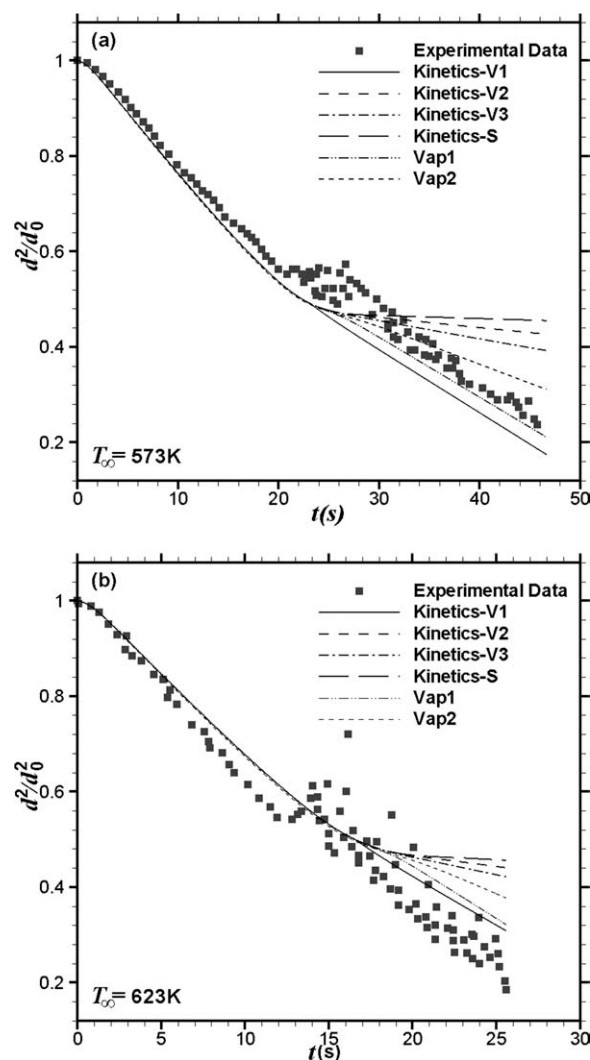 (a)
Experimental Data
Kinetics-V1
Kinetics-V2
Kinetics-V3
Kinetics-S
Vap1
Vap2
1
0.8
0.6
0.4
0.2
d²/d₀²
T∞= 573K
0 10 20 30 40 50
t(s)
(b)
Experimental Data
Kinetics-V1
Kinetics-V2
Kinetics-V3
Kinetics-S
Vap1
Vap2
1
0.8
0.6
0.4
0.2
d²/d₀²
T∞= 623K
0 5 10 15 20 25 30
t(s)